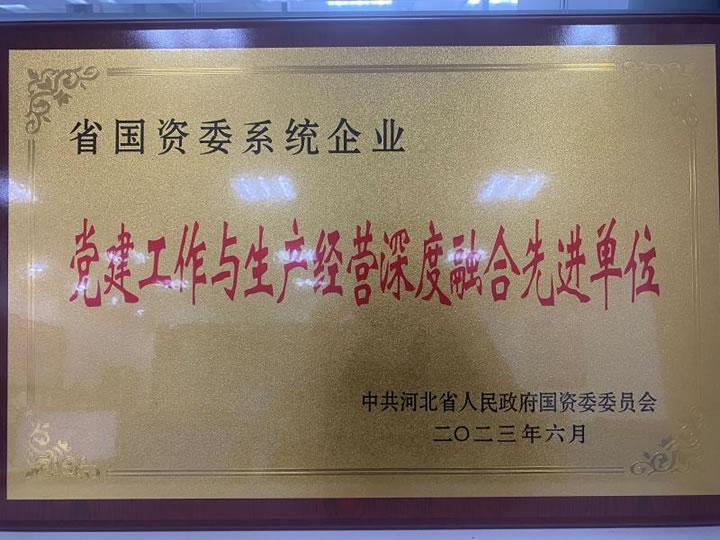 省国资委系统企业
党建工作与生产经营深度融合先进单位
中共河北省人民政府国资委委员会
二〇二三年六月